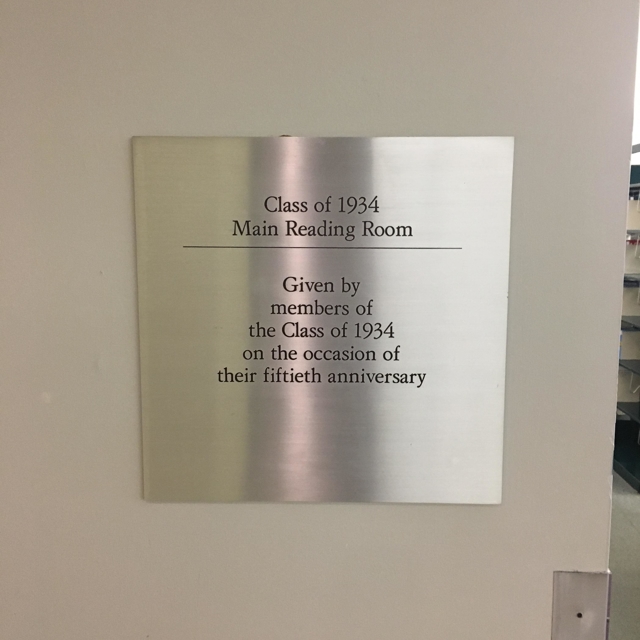 Class of 1934
Main Reading Room
Given by
members of
the Class of 1934
on the occasion of
their fiftieth anniversary